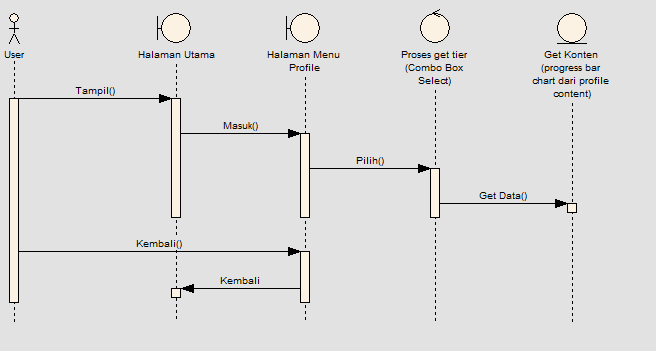 User
Halaman Utama
Halaman Menu
Profile
Proses get tier
(Combo Box
Select)
Get Konten
(progress bar
chart dari profile
content)
Tampil()
Masuk()
Pilih()
Get Data()
Kembali()
Kembali